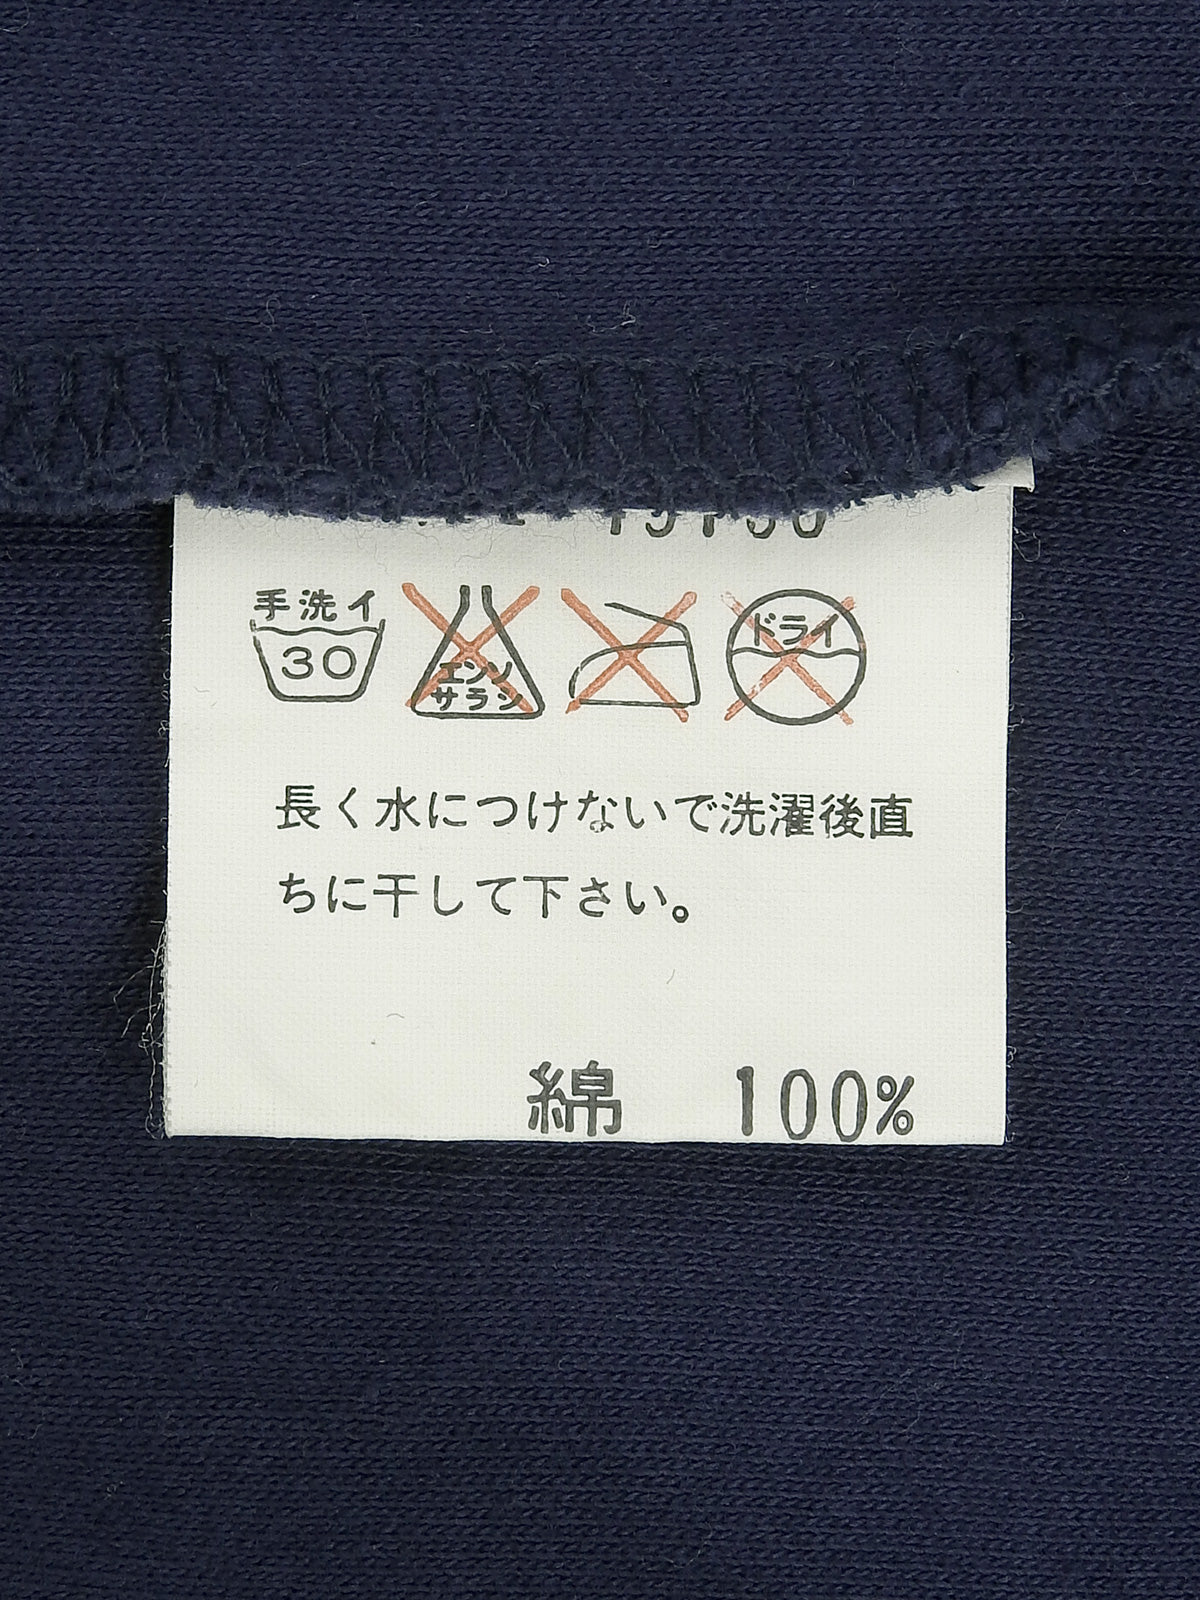 手洗イ
30
エンソ
サラシ
ドライ
長く水につけないで洗濯後直
ちに干して下さい。
綿 100%